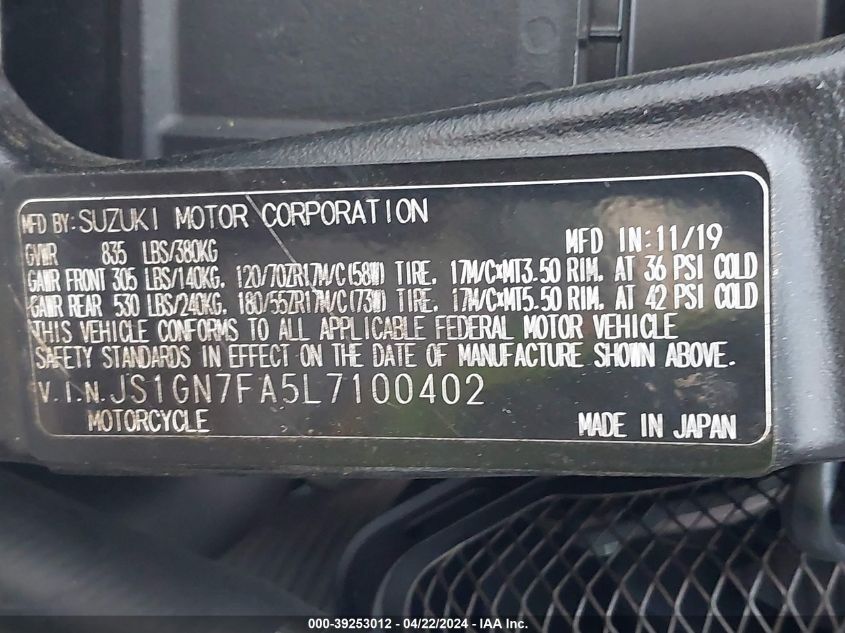 MFD BY: SUZUKI MOTOR CORPORATION
GVWR 835 LBS/380KG MFD IN: 11/19
GAWR FRONT 305 LBS/140KG, 120/70ZR17M/C(58W) TIRE, 17M/C×MT3.50 RIM, AT 36 PSI COLD
GAWR REAR 530 LBS/240KG, 180/55ZR17M/C(73W) TIRE, 17M/C×MT5.50 RIM, AT 42 PSI COLD
THIS VEHICLE CONFORMS TO ALL APPLICABLE FEDERAL MOTOR VEHICLE
SAFETY STANDARDS IN EFFECT ON THE DATE OF MANUFACTURE SHOWN ABOVE.
V.I.N. JS1GN7FA5L7100402
MOTORCYCLE MADE IN JAPAN
000-39253012 - 04/22/2024 - IAA Inc.